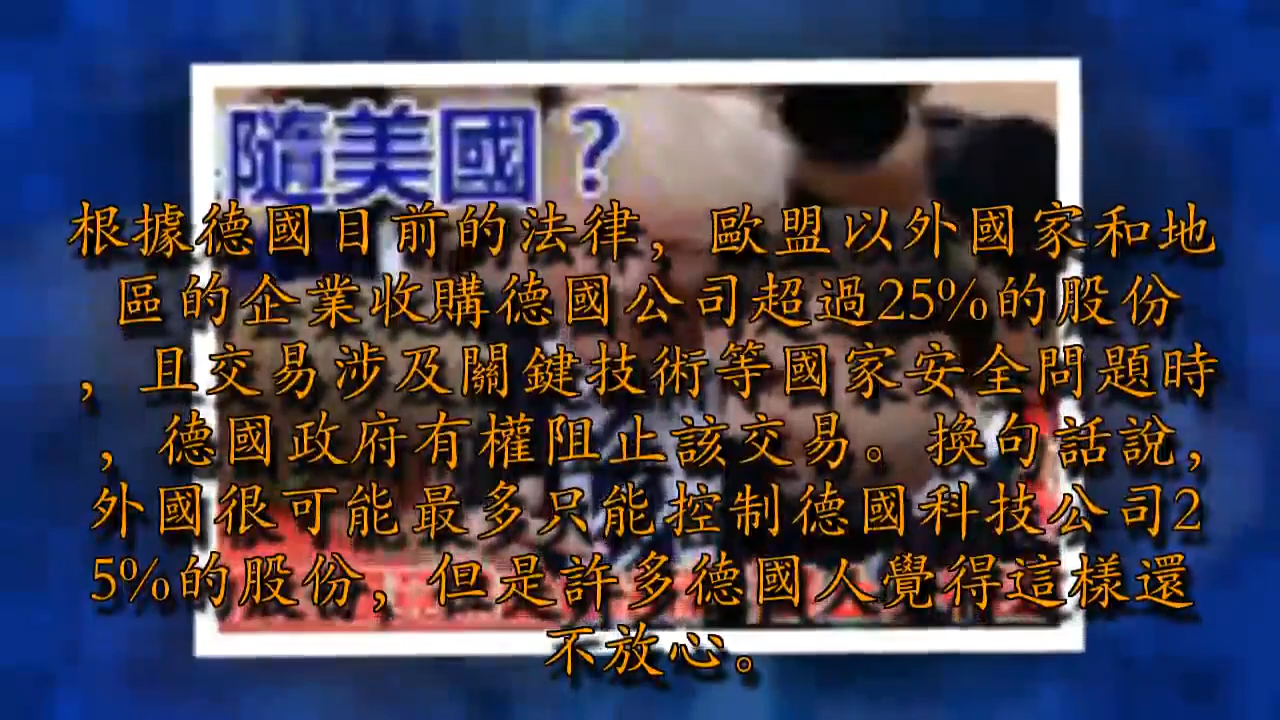 隨美國？
根據德國目前的法律，歐盟以外國家和地
區的企業收購德國公司超過25%的股份
，且交易涉及關鍵技術等國家安全問題時
，德國政府有權阻止該交易。換句話說，
外國很可能最多只能控制德國科技公司2
5%的股份，但是許多德國人覺得這樣還
不放心。